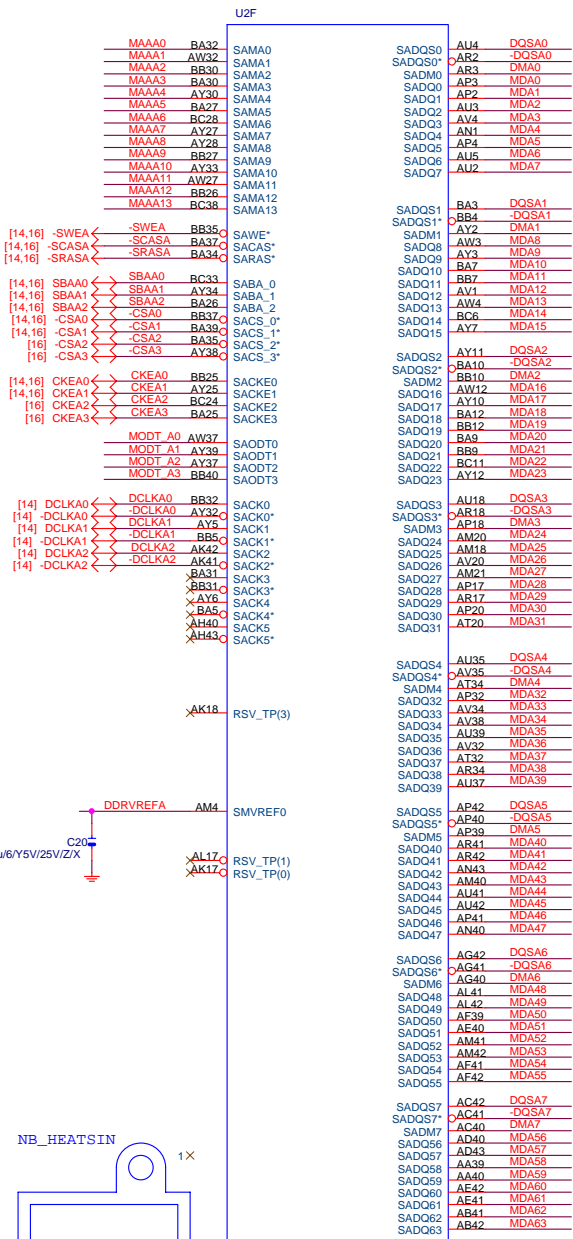 U2F
MAAA0 BA32 SAMA0
MAAA1 AW32 SAMA1
MAAA2 BB30 SAMA2
MAAA3 BA30 SAMA3
MAAA4 AY30 SAMA4
MAAA5 BA27 SAMA5
MAAA6 BC28 SAMA6
MAAA7 AY27 SAMA7
MAAA8 AY28 SAMA8
MAAA9 BB27 SAMA9
MAAA10 AY33 SAMA10
MAAA11 AW27 SAMA11
MAAA12 BB26 SAMA12
MAAA13 BC38 SAMA13
[14,16] -SWEA -SWEA BB35 SAWE*
[14,16] -SCASA -SCASA BA37 SACAS*
[14,16] -SRASA -SRASA BA34 SARAS*
[14,16] SBAA0 SBAA0 BC33 SABA_0
[14,16] SBAA1 SBAA1 AY34 SABA_1
[14,16] SBAA2 SBAA2 BA26 SABA_2
[14,16] -CSA0 -CSA0 BB37 SACS_0*
[14,16] -CSA1 -CSA1 BA39 SACS_1*
[16] -CSA2 -CSA2 BA35 SACS_2*
[16] -CSA3 -CSA3 AY38 SACS_3*
[14,16] CKEA0 CKEA0 BB25 SACKE0
[14,16] CKEA1 CKEA1 AY25 SACKE1
[16] CKEA2 CKEA2 BC24 SACKE2
[16] CKEA3 CKEA3 BA25 SACKE3
MODT_A0 AW37 SAODT0
MODT_A1 AY39 SAODT1
MODT_A2 AY37 SAODT2
MODT_A3 BB40 SAODT3
[14] DCLKA0 DCLKA0 BB32 SACK0
[14] -DCLKA0 -DCLKA0 AY32 SACK0*
[14] DCLKA1 DCLKA1 AY5 SACK1
[14] -DCLKA1 -DCLKA1 BB5 SACK1*
[14] DCLKA2 DCLKA2 AK42 SACK2
[14] -DCLKA2 -DCLKA2 AK41 SACK2*
BA31 SACK3
BB31 SACK3*
AY6 SACK4
BA5 SACK4*
AH40 SACK5
AH43 SACK5*
AK18 RSV_TP(3)
DDRVREFA AM4 SMVREF0
C20
u/6/Y5V/25V/Z/X
AL17 RSV_TP(1)
AK17 RSV_TP(0)
NB_HEATSIN
1
SADQS0 AU4 DQSA0
SADQS0* AR2 -DQSA0
SADM0 AR3 DMA0
SADQ0 AP3 MDA0
SADQ1 AP2 MDA1
SADQ2 AU3 MDA2
SADQ3 AV4 MDA3
SADQ4 AN1 MDA4
SADQ5 AP4 MDA5
SADQ6 AU5 MDA6
SADQ7 AU2 MDA7
SADQS1 BA3 DQSA1
SADQS1* BB4 -DQSA1
SADM1 AY2 DMA1
SADQ8 AW3 MDA8
SADQ9 AY3 MDA9
SADQ10 BA7 MDA10
SADQ11 BB7 MDA11
SADQ12 AV1 MDA12
SADQ13 AW4 MDA13
SADQ14 BC6 MDA14
SADQ15 AY7 MDA15
SADQS2 AY11 DQSA2
SADQS2* BA10 -DQSA2
SADM2 BB10 DMA2
SADQ16 AW12 MDA16
SADQ17 AY10 MDA17
SADQ18 BA12 MDA18
SADQ19 BB12 MDA19
SADQ20 BA9 MDA20
SADQ21 BB9 MDA21
SADQ22 BC11 MDA22
SADQ23 AY12 MDA23
SADQS3 AU18 DQSA3
SADQS3* AR18 -DQSA3
SADM3 AP18 DMA3
SADQ24 AM20 MDA24
SADQ25 AM18 MDA25
SADQ26 AV20 MDA26
SADQ27 AM21 MDA27
SADQ28 AP17 MDA28
SADQ29 AR17 MDA29
SADQ30 AP20 MDA30
SADQ31 AT20 MDA31
SADQS4 AU35 DQSA4
SADQS4* AV35 -DQSA4
SADM4 AT34 DMA4
SADQ32 AP32 MDA32
SADQ33 AV34 MDA33
SADQ34 AV38 MDA34
SADQ35 AU39 MDA35
SADQ36 AV32 MDA36
SADQ37 AT32 MDA37
SADQ38 AR34 MDA38
SADQ39 AU37 MDA39
SADQS5 AP42 DQSA5
SADQS5* AP40 -DQSA5
SADM5 AP39 DMA5
SADQ40 AR41 MDA40
SADQ41 AR42 MDA41
SADQ42 AN43 MDA42
SADQ43 AM40 MDA43
SADQ44 AU41 MDA44
SADQ45 AU42 MDA45
SADQ46 AP41 MDA46
SADQ47 AN40 MDA47
SADQS6 AG42 DQSA6
SADQS6* AG41 -DQSA6
SADM6 AG40 DMA6
SADQ48 AL41 MDA48
SADQ49 AL42 MDA49
SADQ50 AF39 MDA50
SADQ51 AE40 MDA51
SADQ52 AM41 MDA52
SADQ53 AM42 MDA53
SADQ54 AF41 MDA54
SADQ55 AF42 MDA55
SADQS7 AC42 DQSA7
SADQS7* AC41 -DQSA7
SADM7 AC40 DMA7
SADQ56 AD40 MDA56
SADQ57 AD43 MDA57
SADQ58 AA39 MDA58
SADQ59 AA40 MDA59
SADQ60 AE42 MDA60
SADQ61 AE41 MDA61
SADQ62 AB41 MDA62
SADQ63 AB42 MDA63